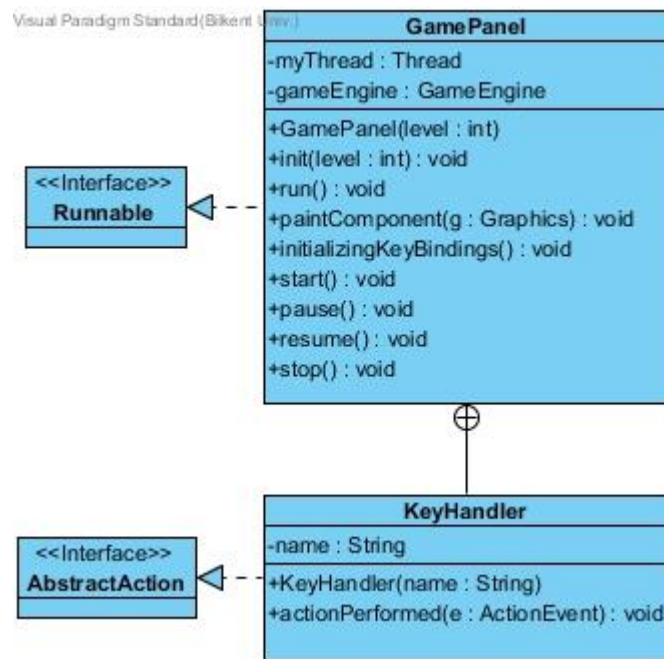 Visual Paradigm Standard(Bilkent Univ.)
GamePanel
-myThread : Thread
-gameEngine : GameEngine
+GamePanel(level : int)
+init(level : int) : void
+run() : void
+paintComponent(g : Graphics) : void
+initializingKeyBindings() : void
+start() : void
+pause() : void
+resume() : void
+stop() : void
<<Interface>>
Runnable
KeyHandler
-name : String
+KeyHandler(name : String)
+actionPerformed(e : ActionEvent) : void
<<Interface>>
AbstractAction